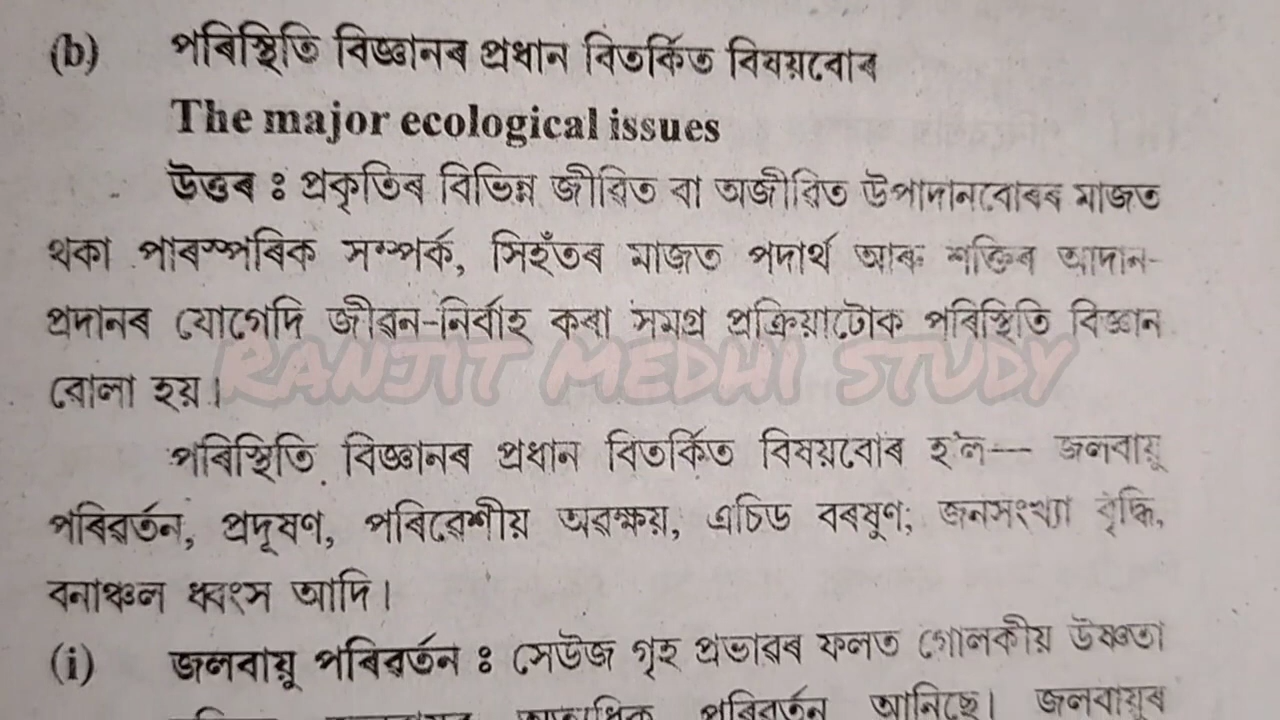 (b) পৰিস্থিতি বিজ্ঞানৰ প্ৰধান বিতৰ্কিত বিষয়বোৰ
The major ecological issues
উত্তৰ : প্ৰকৃতিৰ বিভিন্ন জীৱিত বা অজীৱিত উপাদানবোৰৰ মাজত
থকা পাৰস্পৰিক সম্পৰ্ক, সিহঁতৰ মাজত পদাৰ্থ আৰু শক্তিৰ আদান-
প্ৰদানৰ যোগেদি জীৱন-নিৰ্বাহ কৰা সমগ্ৰ প্ৰক্ৰিয়াটোক পৰিস্থিতি বিজ্ঞান
বোলা হয়।
RANJIT MEDHI STUDY
পৰিস্থিতি বিজ্ঞানৰ প্ৰধান বিতৰ্কিত বিষয়বোৰ হ'ল— জলবায়ু
পৰিৱৰ্তন, প্ৰদূষণ, পৰিৱেশীয় অৱক্ষয়, এচিড বৰষুণ; জনসংখ্যা বৃদ্ধি,
বনাঞ্চল ধ্বংস আদি।
(i) জলবায়ু পৰিৱৰ্তন : সেউজ গৃহ প্ৰভাৱৰ ফলত গোলকীয় উষ্ণতা
পৰিৱৰ্তন আনিছে। জলবায়ুৰ